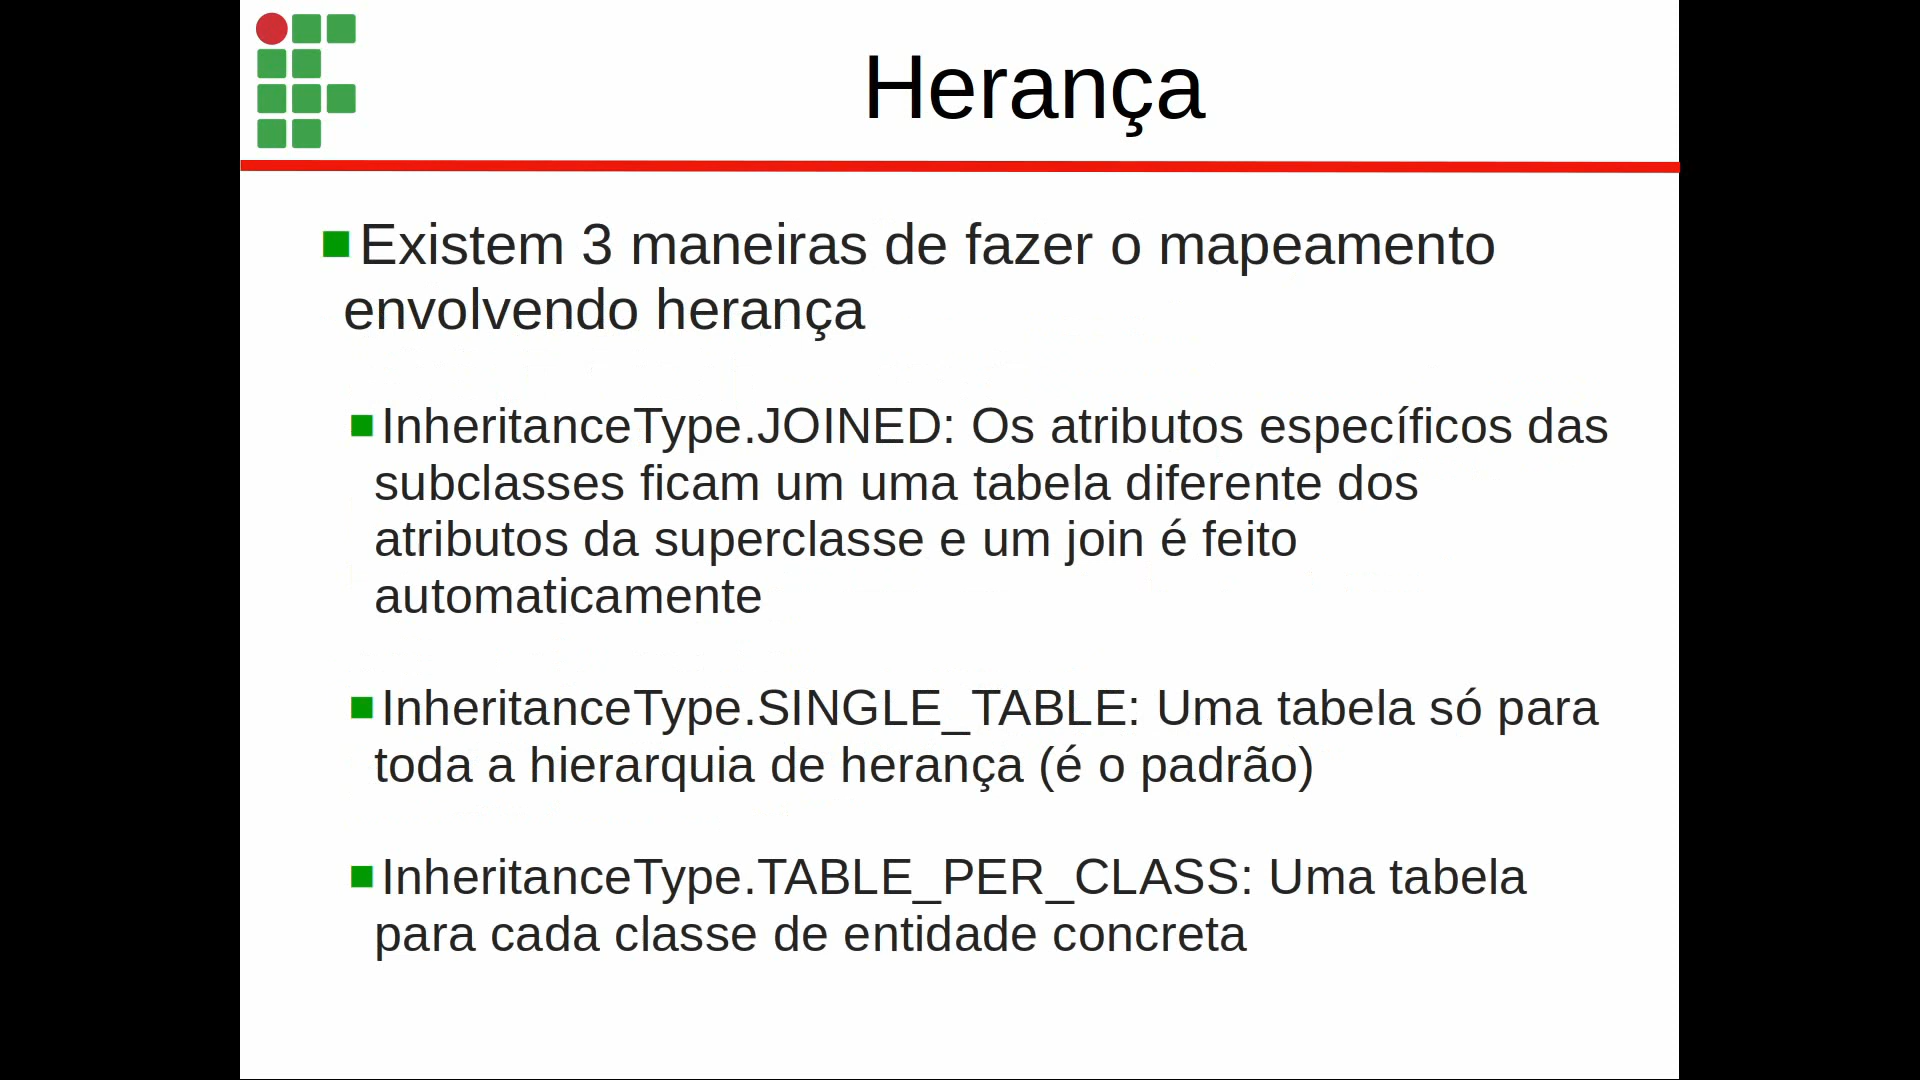 Herança
Existem 3 maneiras de fazer o mapeamento
envolvendo herança
InheritanceType.JOINED: Os atributos específicos das
subclasses ficam um uma tabela diferente dos
atributos da superclasse e um join é feito
automaticamente
InheritanceType.SINGLE_TABLE: Uma tabela só para
toda a hierarquia de herança (é o padrão)
InheritanceType.TABLE_PER_CLASS: Uma tabela
para cada classe de entidade concreta